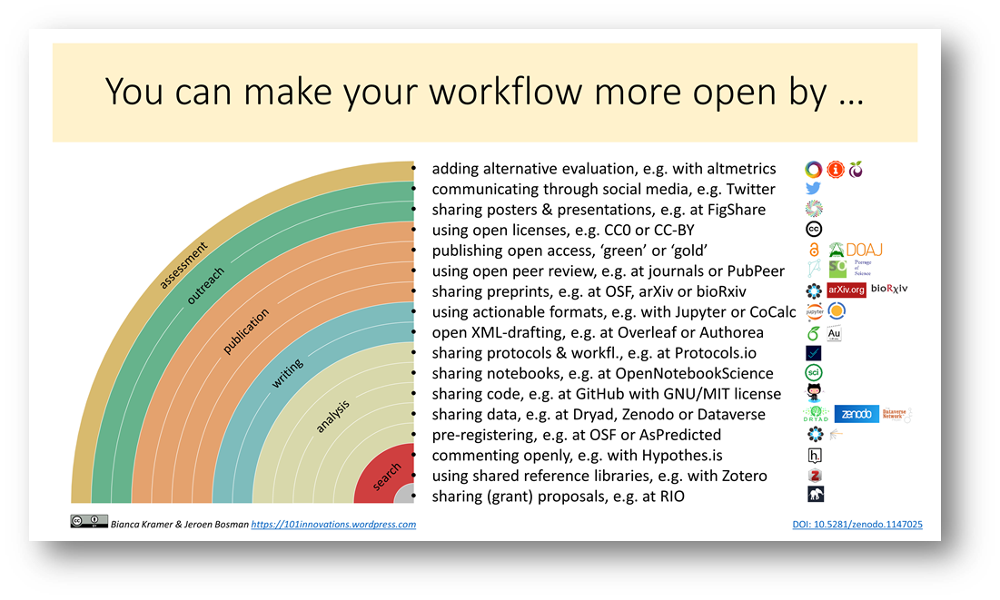 You can make your workflow more open by ...
adding alternative evaluation, e.g. with altmetrics
communicating through social media, e.g. Twitter
sharing posters & presentations, e.g. at FigShare
using open licenses, e.g. CC0 or CC-BY
publishing open access, ‘green’ or ‘gold’
using open peer review, e.g. at journals or PubPeer
sharing preprints, e.g. at OSF, arXiv or bioRxiv
using actionable formats, e.g. with Jupyter or CoCalc
open XML-drafting, e.g. at Overleaf or Authorea
sharing protocols & workfl., e.g. at Protocols.io
sharing notebooks, e.g. at OpenNotebookScience
sharing code, e.g. at GitHub with GNU/MIT license
sharing data, e.g. at Dryad, Zenodo or Dataverse
pre-registering, e.g. at OSF or AsPredicted
commenting openly, e.g. with Hypothes.is
using shared reference libraries, e.g. with Zotero
sharing (grant) proposals, e.g. at RIO
assessment
outreach
publication
writing
analysis
search
cc
DOAJ
SO
Peerage
of
Science
arXiv.org
bioRxiv
jupyter
Au
sci
DRYAD
zenodo
Dataverse
Network
h.
Z
cc
BY
Bianca Kramer & Jeroen Bosman https://101innovations.wordpress.com
DOI: 10.5281/zenodo.1147025